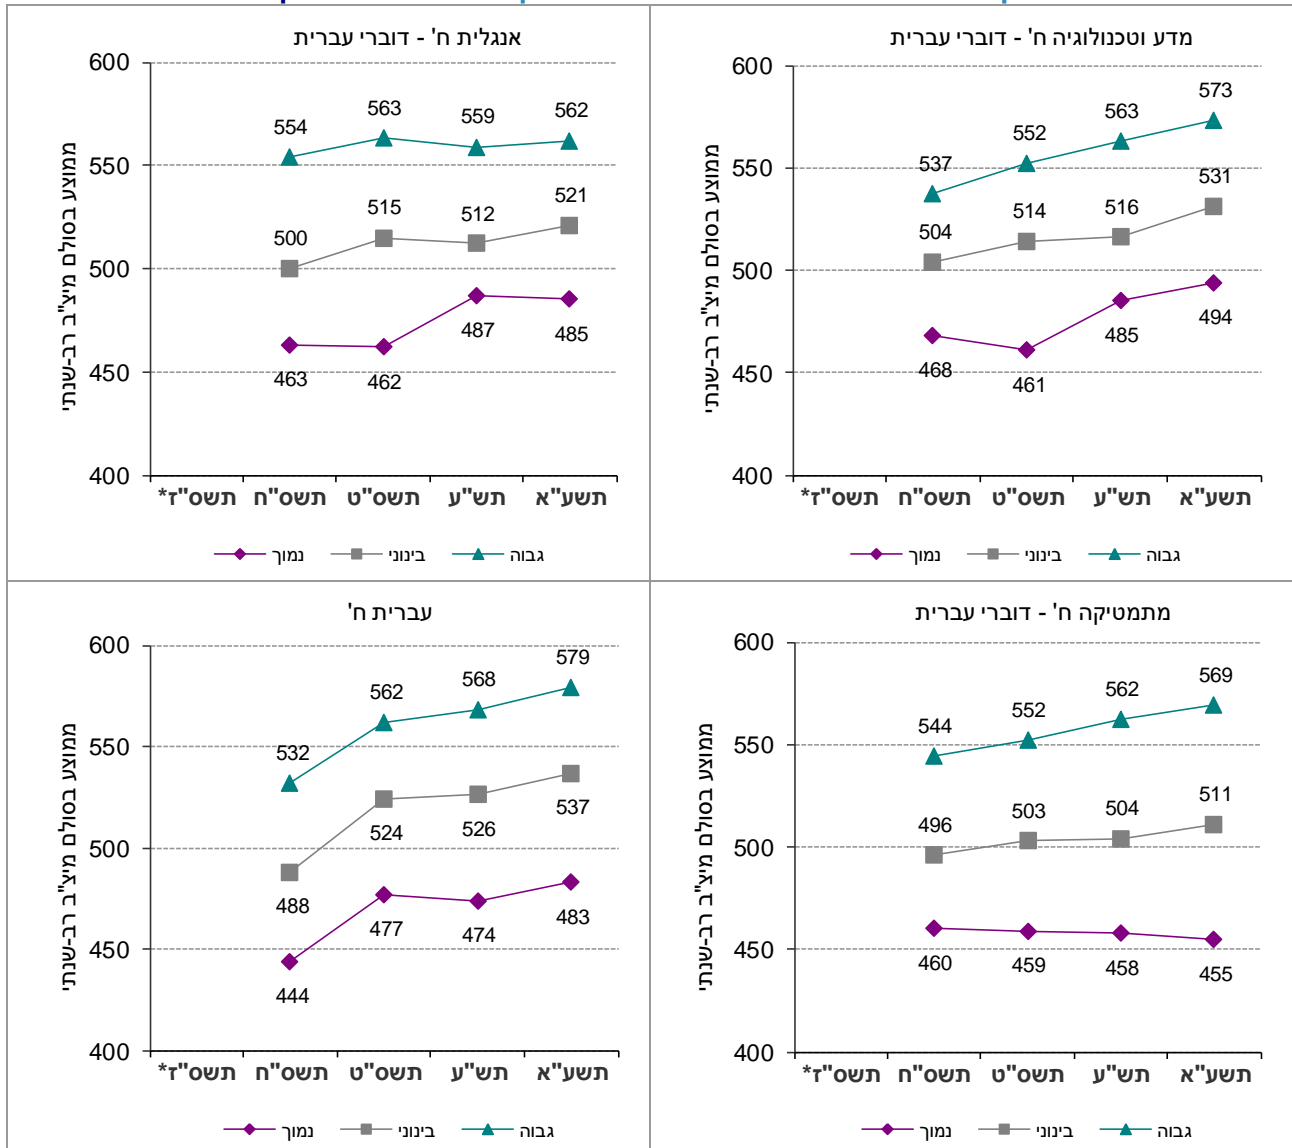 מדע וטכנולוגיה ח' - דוברי עברית
ממוצע בסולם מיצ"ב רב-שנתי
600
550
500
450
400
537 552 563 573
504 514 516 531
468 461 485 494
תשס"ז* תשס"ח תשס"ט תש"ע תשע"א
נמוך בינוני גבוה
אנגלית ח' - דוברי עברית
ממוצע בסולם מיצ"ב רב-שנתי
600
550
500
450
400
554 563 559 562
500 515 512 521
463 462 487 485
תשס"ז* תשס"ח תשס"ט תש"ע תשע"א
נמוך בינוני גבוה
מתמטיקה ח' - דוברי עברית
ממוצע בסולם מיצ"ב רב-שנתי
600
550
500
450
400
544 552 562 569
496 503 504 511
460 459 458 455
תשס"ז* תשס"ח תשס"ט תש"ע תשע"א
נמוך בינוני גבוה
עברית ח'
ממוצע בסולם מיצ"ב רב-שנתי
600
550
500
450
400
532 562 568 579
488 524 526 537
444 477 474 483
תשס"ז* תשס"ח תשס"ט תש"ע תשע"א
נמוך בינוני גבוה